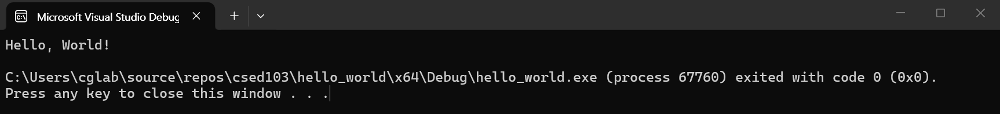 Microsoft Visual Studio Debug
Hello, World!
C:\Users\cglab\source\repos\csed103\hello_world\x64\Debug\hello_world.exe (process 67760) exited with code 0 (0x0).
Press any key to close this window . . .